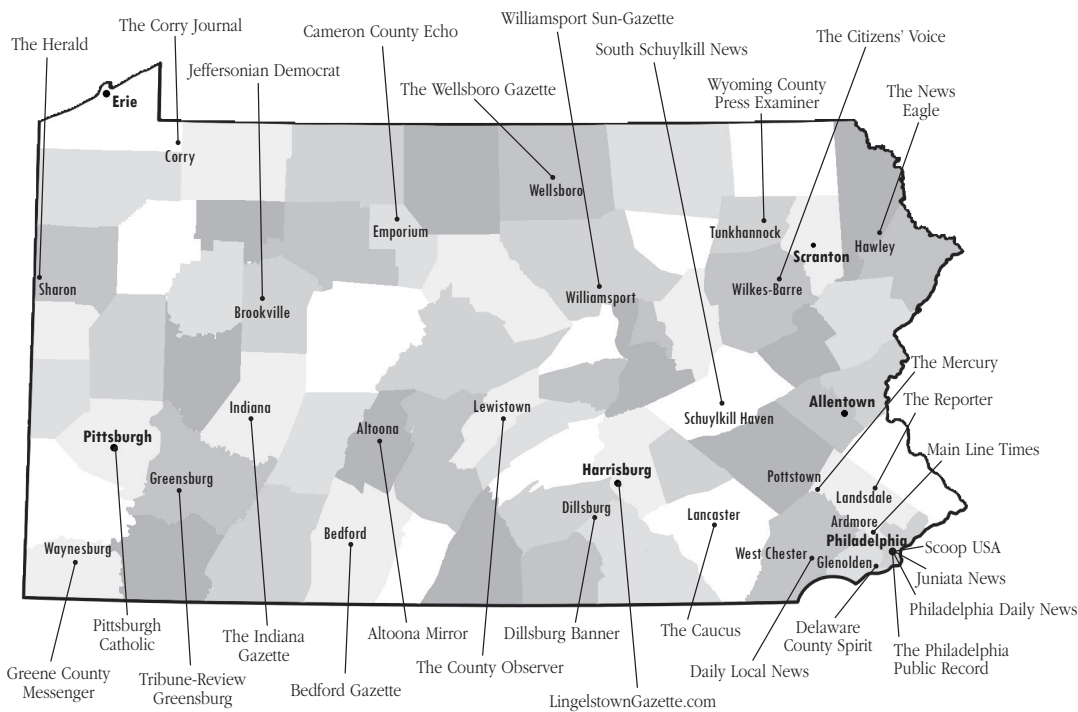 Williamsport Sun-Gazette
The Corry Journal
Cameron County Echo
The Citizens' Voice
The Herald
South Schuylkill News
Jeffersonian Democrat
The Wellsboro Gazette
Wyoming County
Press Examiner
The News
Eagle
Erie
Corry
Wellsboro
Emporium
Tunkhannock
Hawley
Scranton
Sharon
Wilkes-Barre
Williamsport
Brookville
The Mercury
Allentown
The Reporter
Indiana
Lewistown
Schuylkill Haven
Altoona
Pittsburgh
Main Line Times
Harrisburg
Greensburg
Pottstown
Landsdale
Dillsburg
Lancaster
Ardmore
Bedford
Philadelphia
Waynesburg
West Chester
Glenolden
Scoop USA
Juniata News
Philadelphia Daily News
Pittsburgh
Catholic
The Indiana
Gazette
Altoona Mirror
Dillsburg Banner
The Caucus
Delaware
County Spirit
The Philadelphia
Public Record
Greene County
Messenger
Tribune-Review
Greensburg
The County Observer
Daily Local News
Bedford Gazette
LingelstownGazette.com